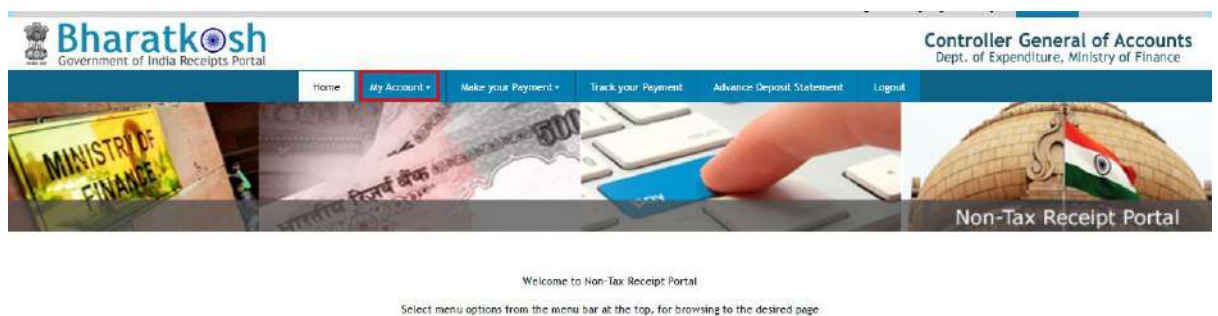 Bharatkosh
Government of India Receipts Portal
Controller General of Accounts
Dept. of Expenditure, Ministry of Finance
Home My Account Make your Payment Track your Payment Advance Deposit Statement Logout
MINISTRY OF
FINANCE
500
भारतीय रिज़र्व बैंक
Non-Tax Receipt Portal
Welcome to Non-Tax Receipt Portal
Select menu options from the menu bar at the top, for browsing to the desired page